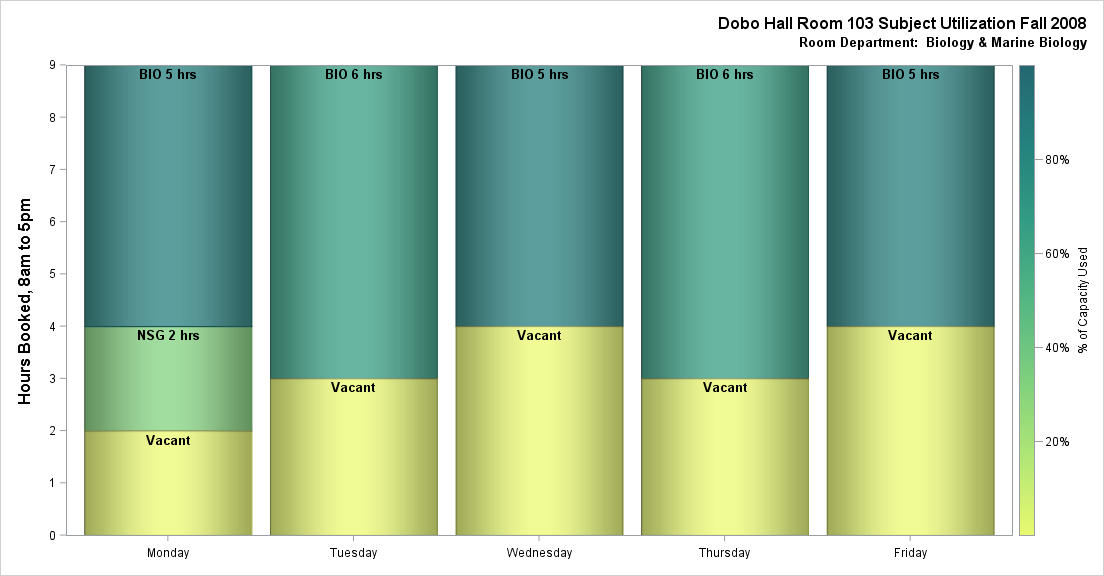 Dobo Hall Room 103 Subject Utilization Fall 2008
Room Department:  Biology & Marine Biology
Hours Booked, 8am to 5pm
9
8
7
6
5
4
3
2
1
0
BIO 5 hrs
NSG 2 hrs
Vacant
BIO 6 hrs
Vacant
BIO 5 hrs
Vacant
BIO 6 hrs
Vacant
BIO 5 hrs
Vacant
Monday
Tuesday
Wednesday
Thursday
Friday
80%
60%
40%
20%
% of Capacity Used